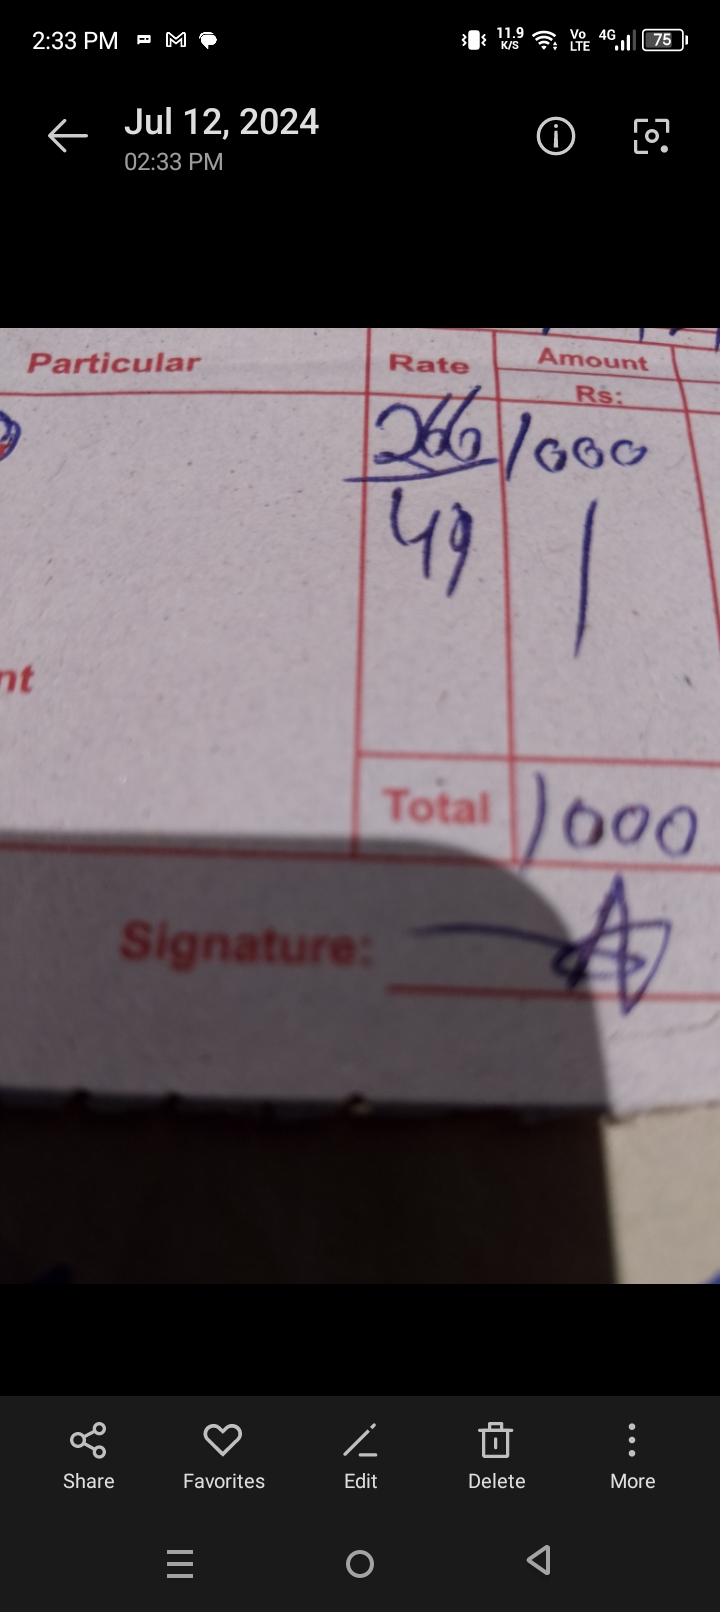 2:33 PM 11.9 K/S Vo LTE 4G 75
Jul 12, 2024
02:33 PM
Particular Rate Amount
Rs:
266 1000
49
nt
Total 1000
Signature:
Share Favorites Edit Delete More